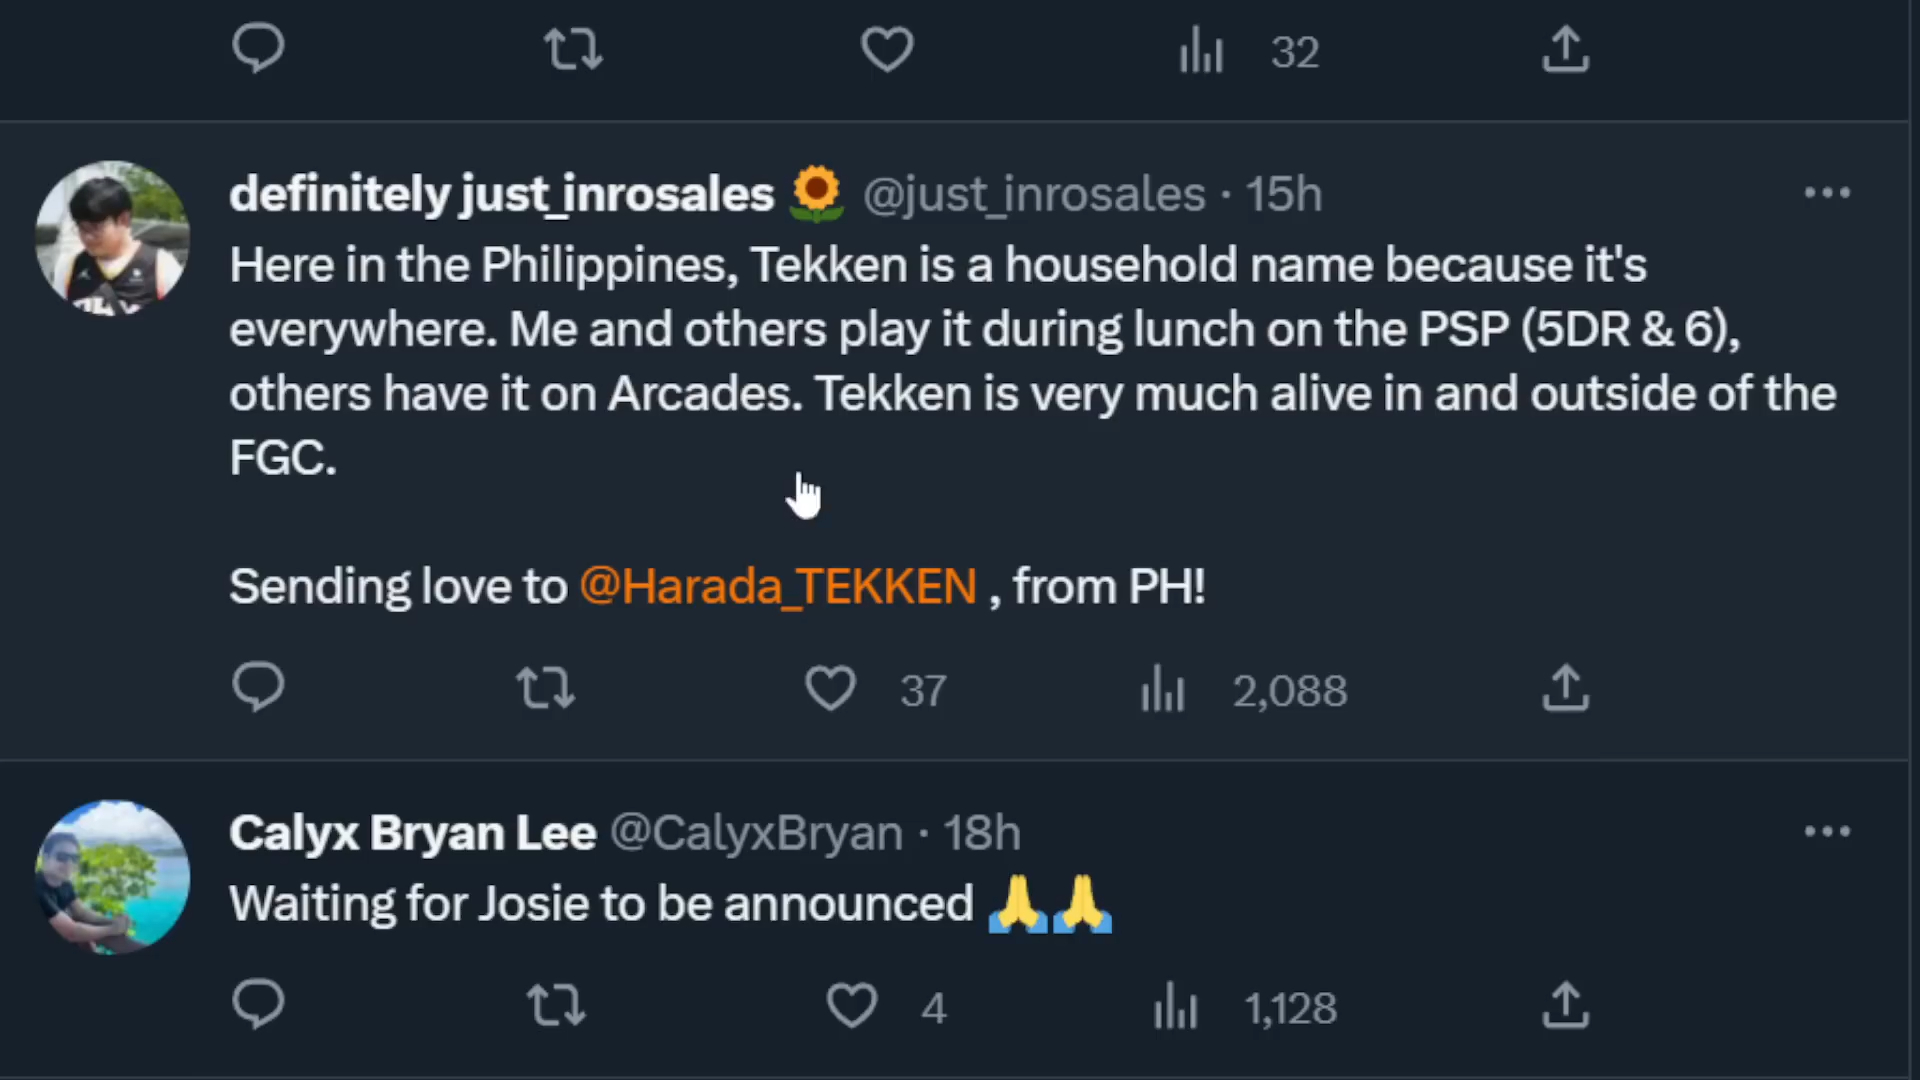 32
definitely just_inrosales 🌻 @just_inrosales · 15h
Here in the Philippines, Tekken is a household name because it's
everywhere. Me and others play it during lunch on the PSP (5DR & 6),
others have it on Arcades. Tekken is very much alive in and outside of the
FGC.
Sending love to @Harada_TEKKEN , from PH!
37 2,088
Calyx Bryan Lee @CalyxBryan · 18h
Waiting for Josie to be announced 🙏🙏
4 1,128